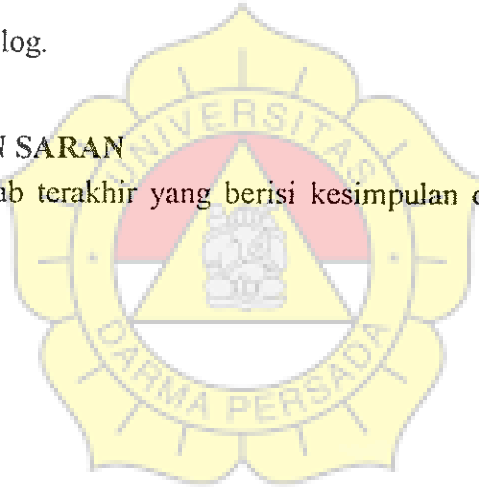 log.
N SARAN
ab terakhir yang berisi kesimpulan d
UNIVERSITAS
DARMA PERSADA